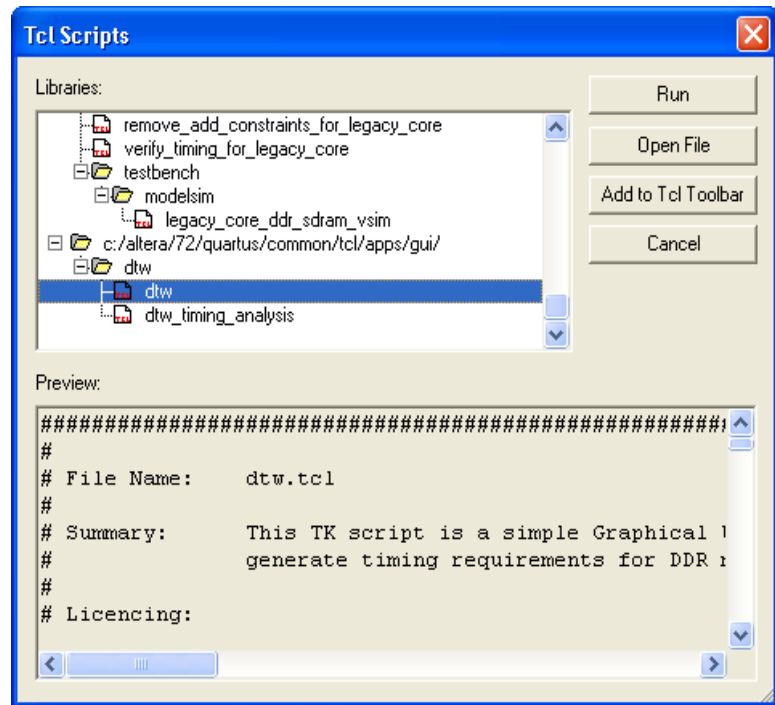 Tcl Scripts
Libraries:
remove_add_constraints_for_legacy_core
verify_timing_for_legacy_core
testbench
modelsim
legacy_core_ddr_sdram_vsim
c:/altera/72/quartus/common/tcl/apps/gui/
dtw
dtw
dtw_timing_analysis
Run
Open File
Add to Tcl Toolbar
Cancel
Preview:
#####################################################
#
# File Name: dtw.tcl
#
# Summary: This TK script is a simple Graphical
# generate timing requirements for DDR
#
# Licencing: